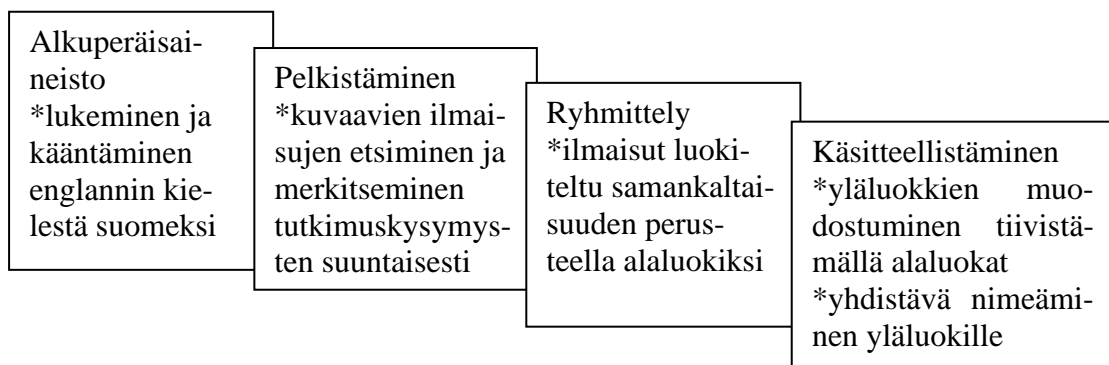 Alkuperäisai-
neisto
*lukeminen ja
kääntäminen
englannin kie-
lestä suomeksi
Pelkistäminen
*kuvaavien ilmai-
sujen etsiminen ja
merkitseminen
tutkimuskysymys-
ten suuntaisesti
Ryhmittely
*ilmaisut luoki-
teltu samankaltai-
suuden perus-
teella alaluokiksi
Käsitteellistäminen
*yläluokkien muo-
dostuminen tiivistä-
mällä alaluokat
*yhdistävä nimeämi-
nen yläluokille